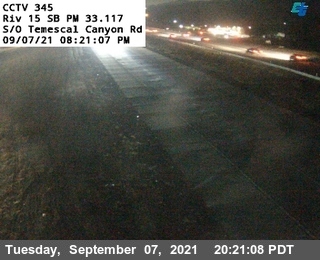 CCTV 345
Riv 15 SB PM 33.117
S/O Temescal Canyon Rd
09/07/21 08:21:07 PM
Tuesday, September 07, 2021 20:21:08 PDT